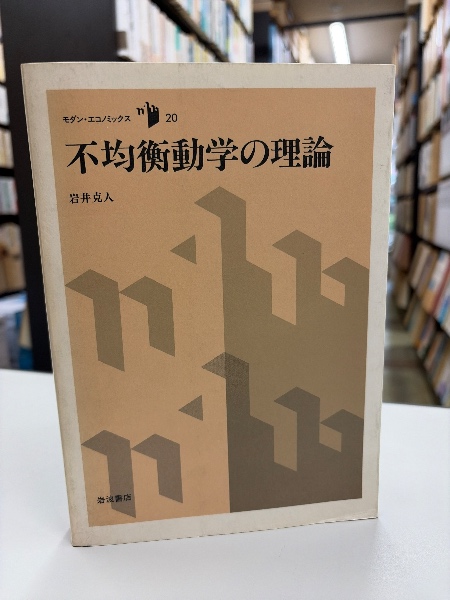 モダン・エコノミックス 20
不均衡動学の理論
岩井克人
岩波書店